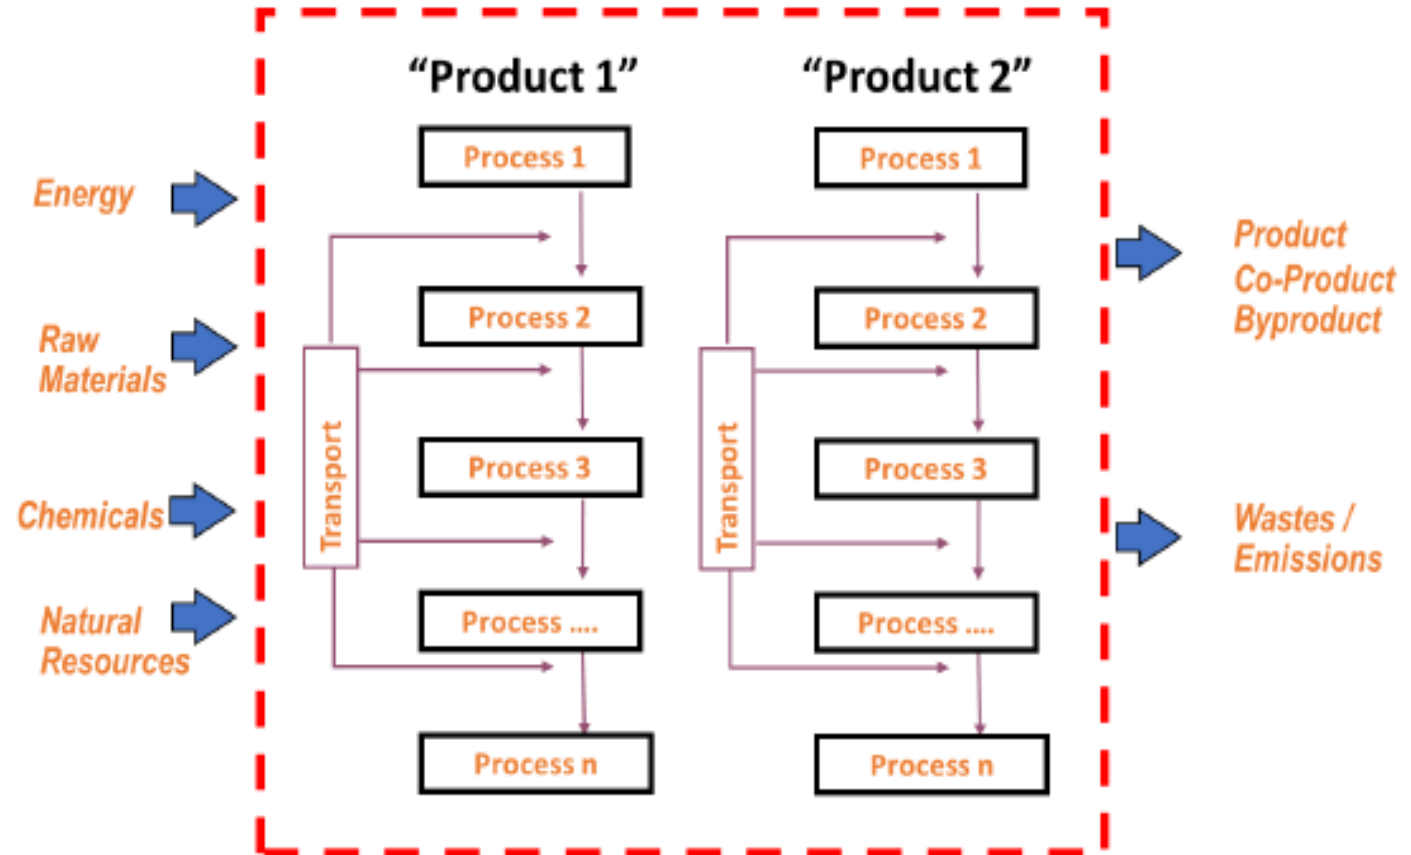 “Product 1”
“Product 2”
Energy
Raw
Materials
Chemicals
Natural
Resources
Process 1
Process 2
Process 3
Process ....
Process n
Transport
Process 1
Process 2
Process 3
Process ....
Process n
Transport
Product
Co-Product
Byproduct
Wastes /
Emissions